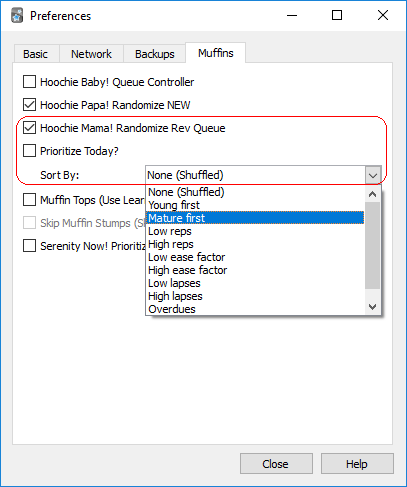 Preferences
Basic
Network
Backups
Muffins
Hoochie Baby! Queue Controller
Hoochie Papa! Randomize NEW
Hoochie Mama! Randomize Rev Queue
Prioritize Today?
Sort By:
None (Shuffled)
None (Shuffled)
Young first
Mature first
Low reps
High reps
Low ease factor
High ease factor
Low lapses
High lapses
Overdues
Muffin Tops (Use Lear
Skip Muffin Stumps (S
Serenity Now! Prioritiz
Close
Help